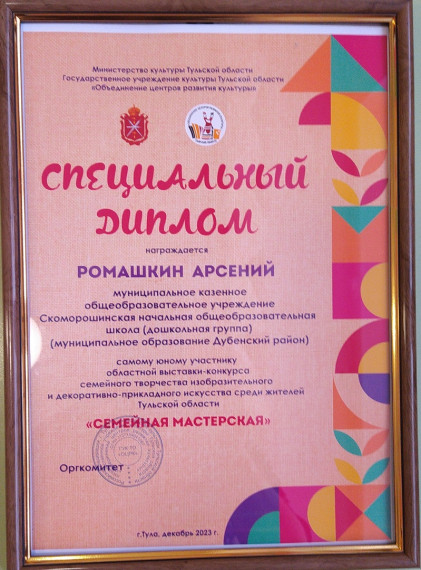 Министерство культуры Тульской области
Государственное учреждение культуры Тульской области
«Объединение центров развития культуры»
СПЕЦИАЛЬНЫЙ
ДИПЛОМ
награждается
РОМАШКИН АРСЕНИЙ
муниципальное казенное
общеобразовательное учреждение
Скоморошинская начальная общеобразовательная
школа (дошкольная группа)
(муниципальное образование Дубенский район)
самому юному участнику
областной выставки-конкурса
семейного творчества изобразительного
и декоративно-прикладного искусства среди жителей
Тульской области
«СЕМЕЙНАЯ МАСТЕРСКАЯ»
Оргкомитет
г.Тула, декабрь 2023 г.